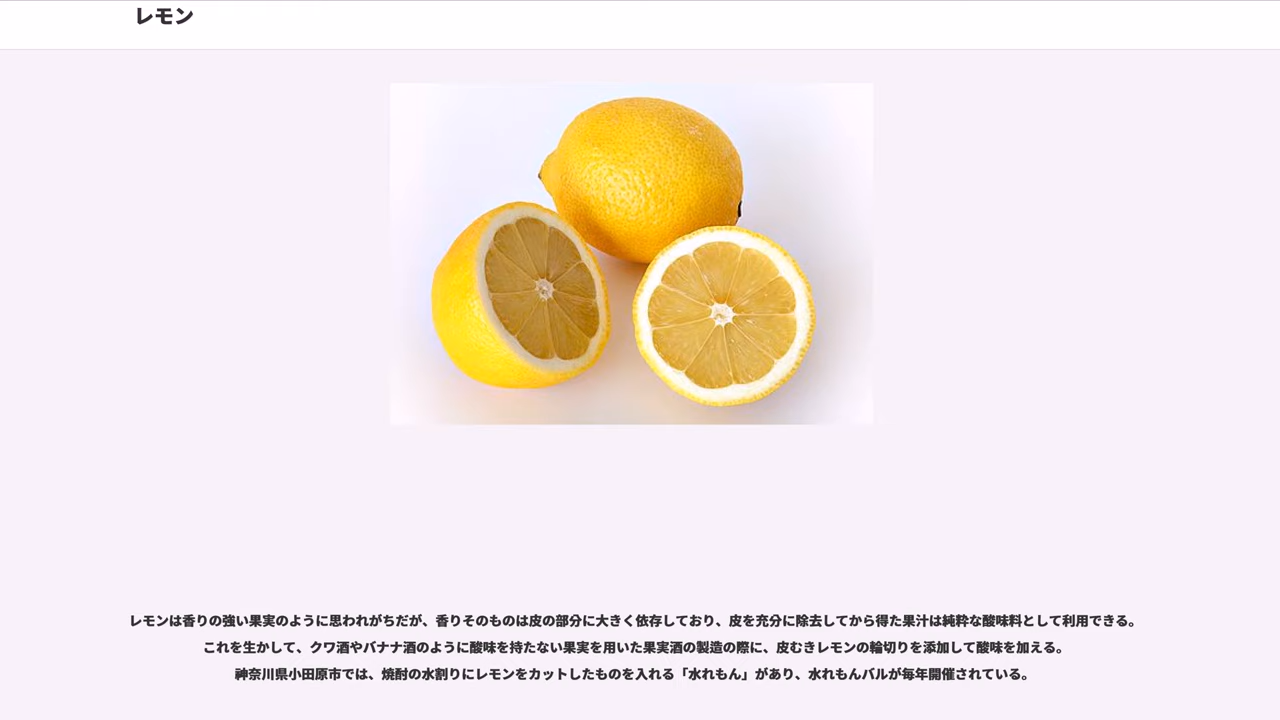 レモン
レモンは香りの強い果実のように思われがちだが、香りそのものは皮の部分に大きく依存しており、皮を充分に除去してから得た果汁は純粋な酸味料として利用できる。
これを生かして、クワ酒やバナナ酒のように酸味を持たない果実を用いた果実酒の製造の際に、皮むきレモンの輪切りを添加して酸味を加える。
神奈川県小田原市では、焼酎の水割りにレモンをカットしたものを入れる「水れもん」があり、水れもんバルが毎年開催されている。